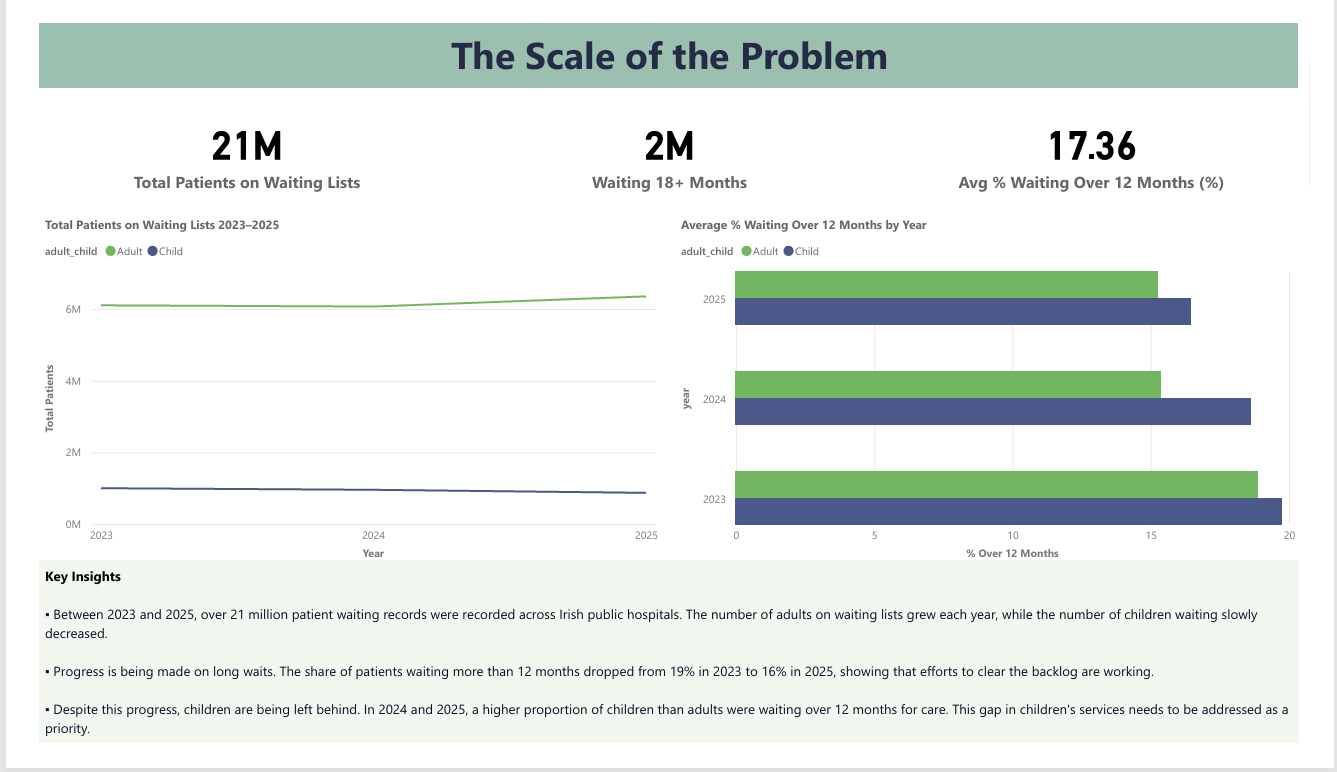 The Scale of the Problem
21M
Total Patients on Waiting Lists
2M
Waiting 18+ Months
17.36
Avg % Waiting Over 12 Months (%)
Total Patients on Waiting Lists 2023–2025
adult_child Adult Child
6M
4M
2M
0M
Total Patients
2023 2024 2025
Year
Average % Waiting Over 12 Months by Year
adult_child Adult Child
2025
2024
2023
year
0 5 10 15 20
% Over 12 Months
Key Insights
▪ Between 2023 and 2025, over 21 million patient waiting records were recorded across Irish public hospitals. The number of adults on waiting lists grew each year, while the number of children waiting slowly
decreased.
▪ Progress is being made on long waits. The share of patients waiting more than 12 months dropped from 19% in 2023 to 16% in 2025, showing that efforts to clear the backlog are working.
▪ Despite this progress, children are being left behind. In 2024 and 2025, a higher proportion of children than adults were waiting over 12 months for care. This gap in children's services needs to be addressed as a
priority.